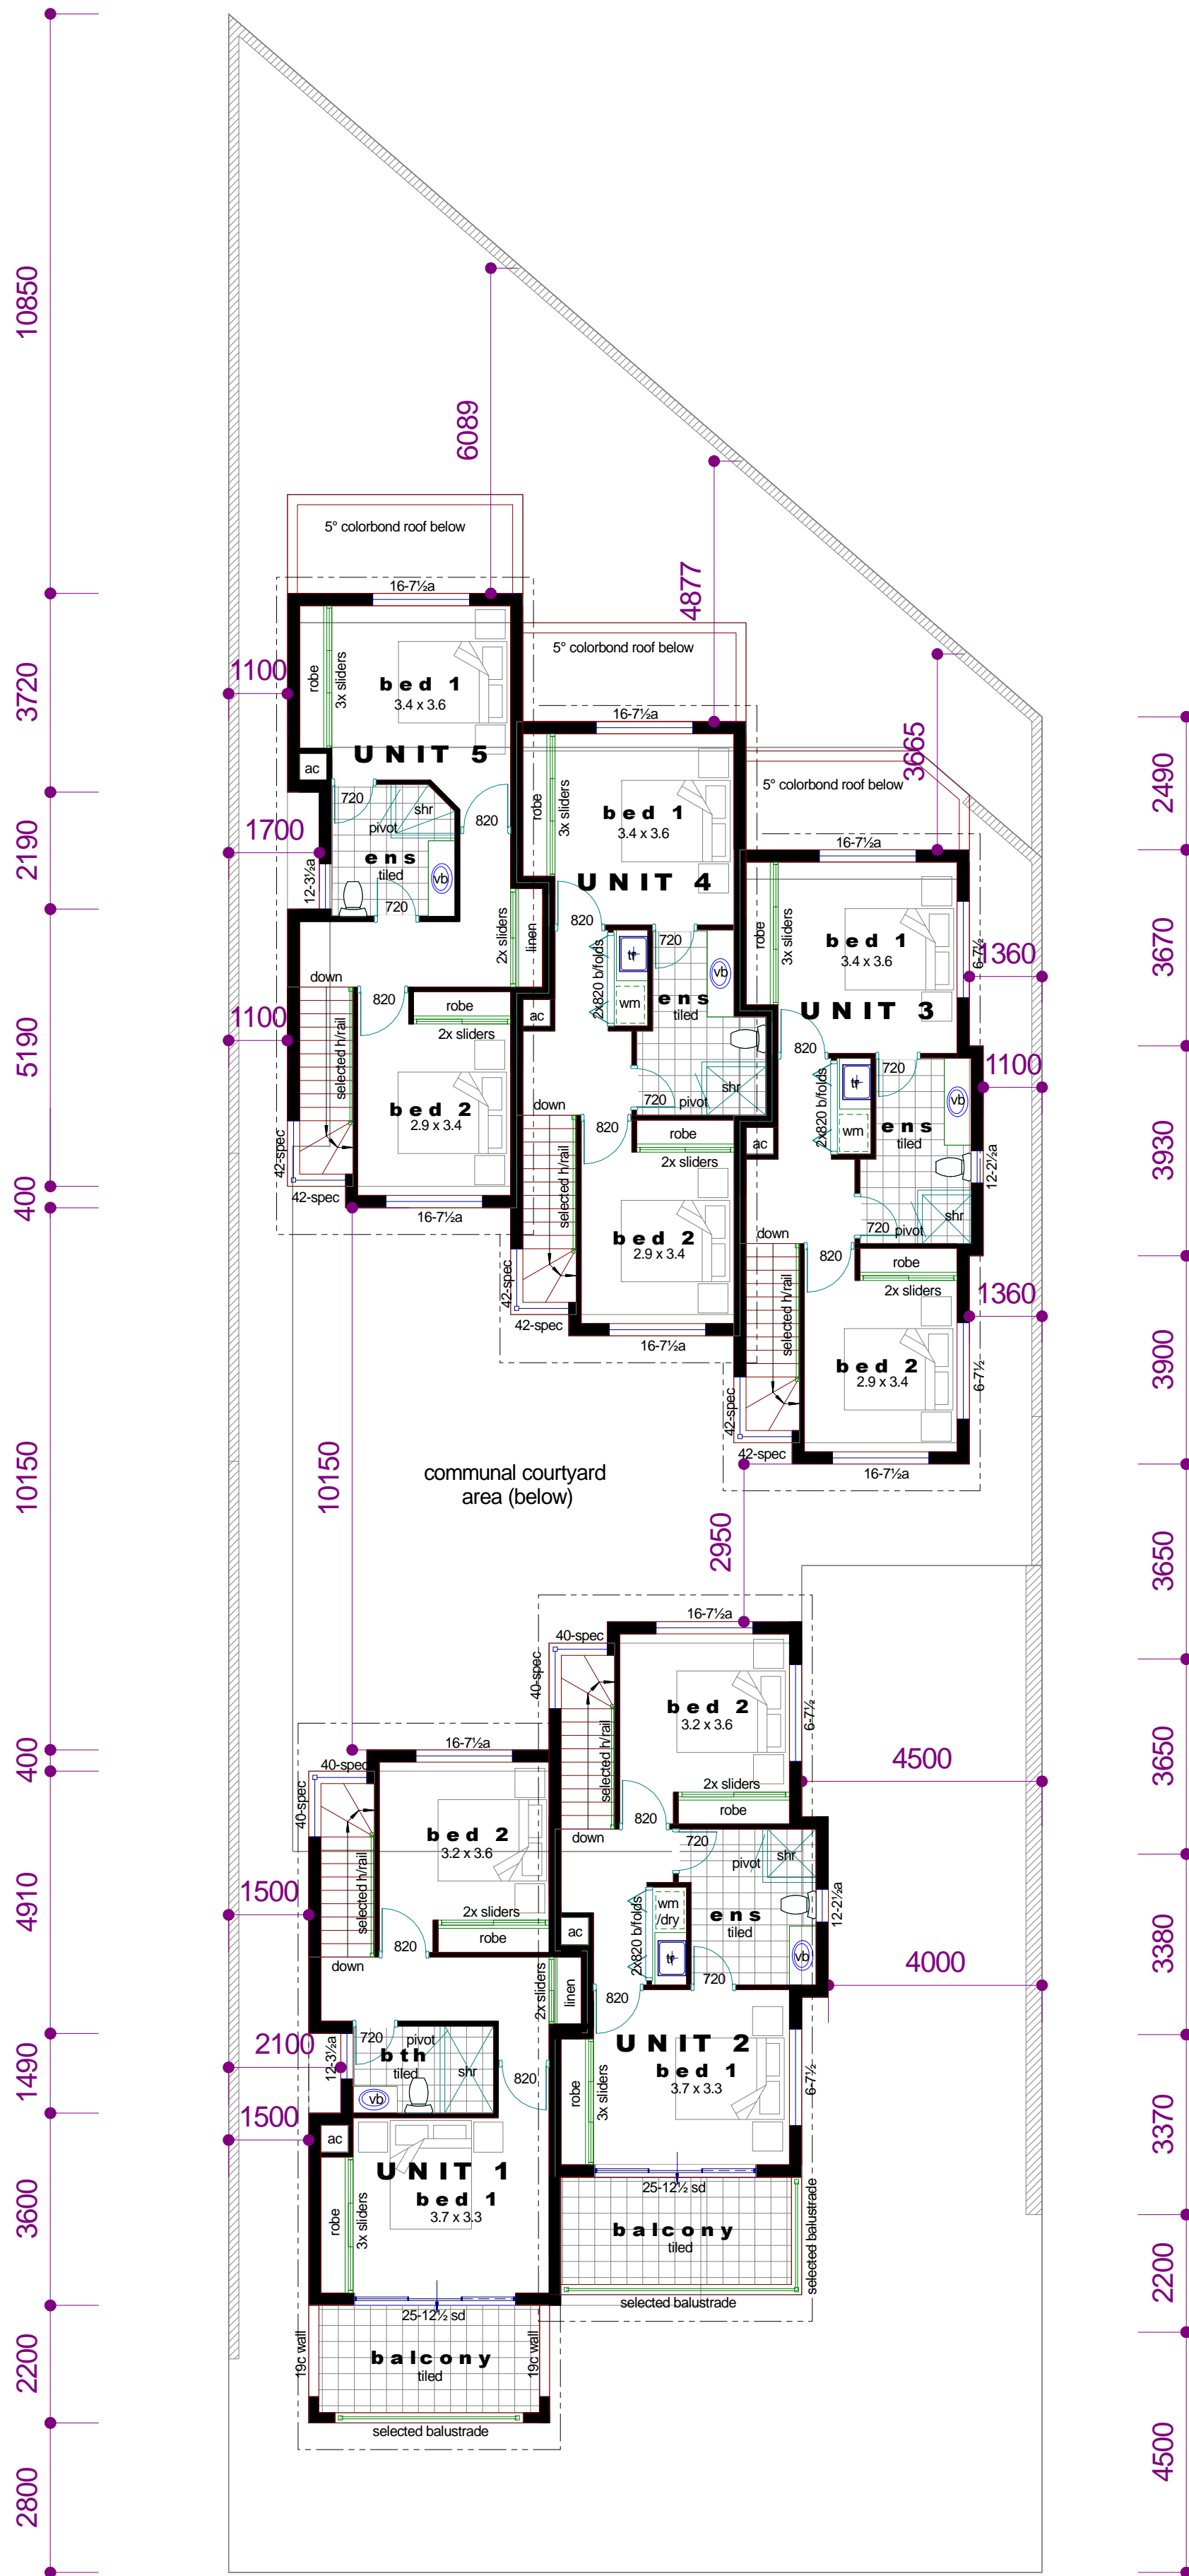 10850
3720
2190
5190
400
10150
400
4910
1490
3600
2200
2800
6089
4877
3665
5° colorbond roof below
16-7½a
1100
robe
3x sliders
bed 1
3.4 x 3.6
UNIT 5
ac
720
shr
pivot
820
1700
ens
tiled
12-3½a
vb
720
2x sliders
linen
down
820
robe
2x sliders
1100
selected h/rail
bed 2
2.9 x 3.4
42-spec
42-spec
16-7½a
5° colorbond roof below
16-7½a
robe
3x sliders
bed 1
3.4 x 3.6
UNIT 4
820
720
2x820 b/folds
tr
wm
vb
ens
tiled
ac
shr
720
pivot
down
820
robe
2x sliders
selected h/rail
bed 2
2.9 x 3.4
42-spec
42-spec
16-7½a
5° colorbond roof below
16-7½a
robe
3x sliders
bed 1
3.4 x 3.6
6-7½
1360
UNIT 3
820
720
1100
2x820 b/folds
tr
wm
vb
ens
tiled
ac
12-2½a
shr
720
pivot
down
820
robe
2x sliders
1360
selected h/rail
bed 2
2.9 x 3.4
6-7½
42-spec
42-spec
16-7½a
communal courtyard
area (below)
10150
2950
16-7½a
40-spec
40-spec
bed 2
3.2 x 3.6
6-7½
selected h/rail
2x sliders
robe
820
down
4500
720
pivot
shr
wm
/dry
2x820 b/folds
ens
tiled
12-2½a
ac
tr
vb
720
820
4000
UNIT 2
bed 1
3.7 x 3.3
robe
3x sliders
6-7½
25-12½ sd
balcony
tiled
selected balustrade
selected balustrade
16-7½a
40-spec
40-spec
bed 2
3.2 x 3.6
1500
selected h/rail
2x sliders
robe
820
down
2x sliders
linen
2100
12-3½a
720
pivot
bth
tiled
shr
vb
820
1500
ac
UNIT 1
bed 1
3.7 x 3.3
robe
3x sliders
25-12½ sd
19c wall
balcony
tiled
19c wall
selected balustrade
2490
3670
3930
3900
3650
3650
3380
3370
2200
4500